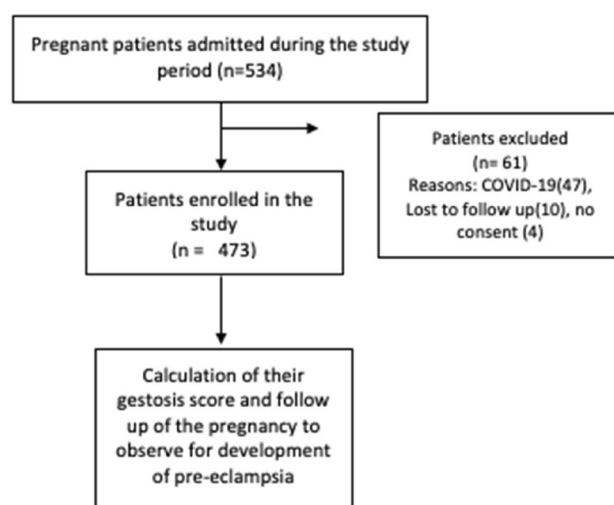 Pregnant patients admitted during the study
period (n=534)
Patients excluded
(n= 61)
Reasons: COVID-19(47),
Lost to follow up(10), no
consent (4)
Patients enrolled in the
study
(n = 473)
Calculation of their
gestosis score and follow
up of the pregnancy to
observe for development
of pre-eclampsia